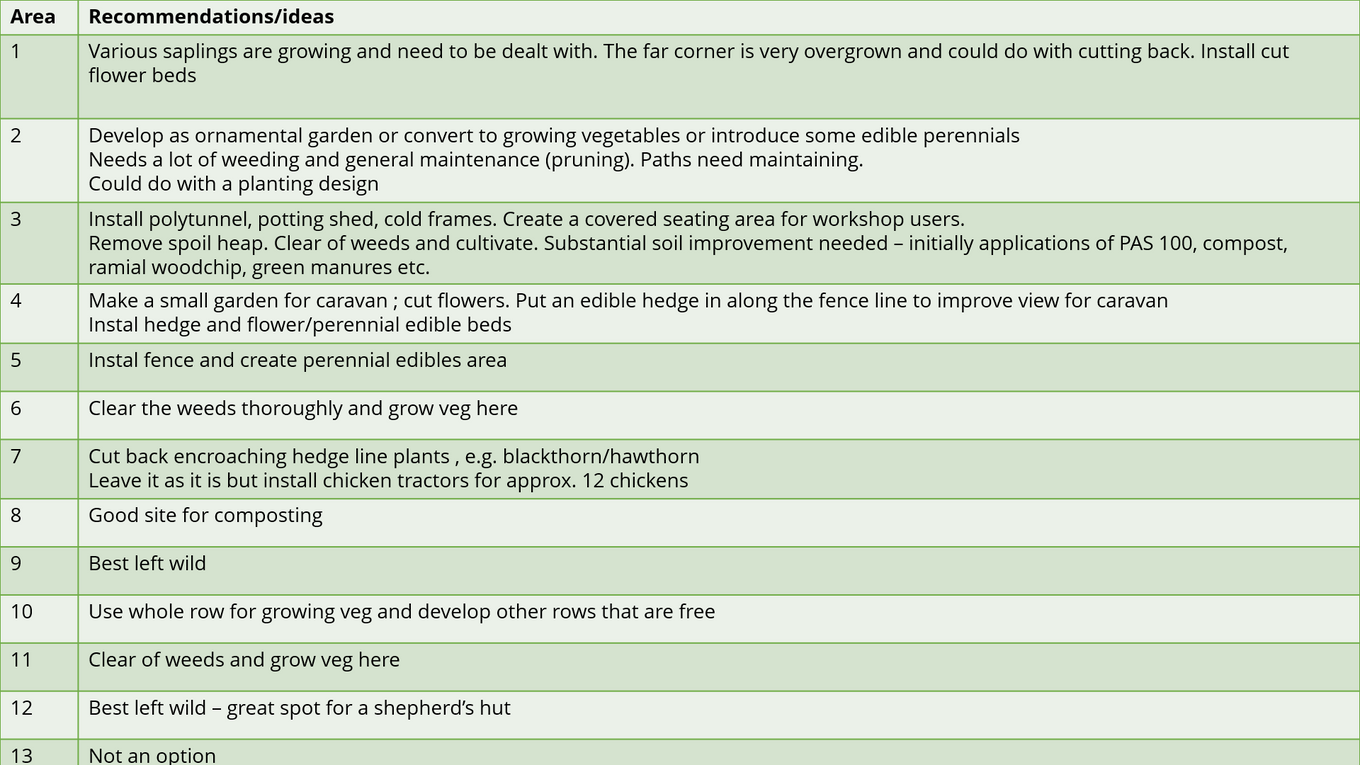 Area Recommendations/ideas
1 Various saplings are growing and need to be dealt with. The far corner is very overgrown and could do with cutting back. Install cut
flower beds
2 Develop as ornamental garden or convert to growing vegetables or introduce some edible perennials
Needs a lot of weeding and general maintenance (pruning). Paths need maintaining.
Could do with a planting design
3 Install polytunnel, potting shed, cold frames. Create a covered seating area for workshop users.
Remove spoil heap. Clear of weeds and cultivate. Substantial soil improvement needed – initially applications of PAS 100, compost,
ramial woodchip, green manures etc.
4 Make a small garden for caravan ; cut flowers. Put an edible hedge in along the fence line to improve view for caravan
Instal hedge and flower/perennial edible beds
5 Instal fence and create perennial edibles area
6 Clear the weeds thoroughly and grow veg here
7 Cut back encroaching hedge line plants , e.g. blackthorn/hawthorn
Leave it as it is but install chicken tractors for approx. 12 chickens
8 Good site for composting
9 Best left wild
10 Use whole row for growing veg and develop other rows that are free
11 Clear of weeds and grow veg here
12 Best left wild – great spot for a shepherd’s hut
13 Not an option